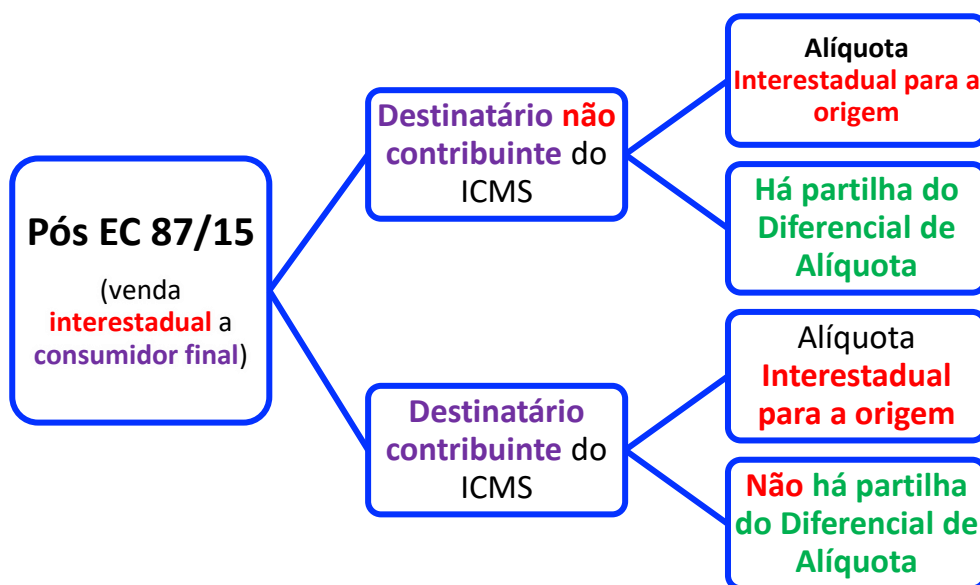 Pós EC 87/15
(venda
interestadual a
consumidor final)
Destinatário não
contribuinte do
ICMS
Alíquota
Interestadual para a
origem
Há partilha do
Diferencial de
Alíquota
Destinatário
contribuinte do
ICMS
Alíquota
Interestadual
para a origem
Não há partilha
do Diferencial de
Alíquota